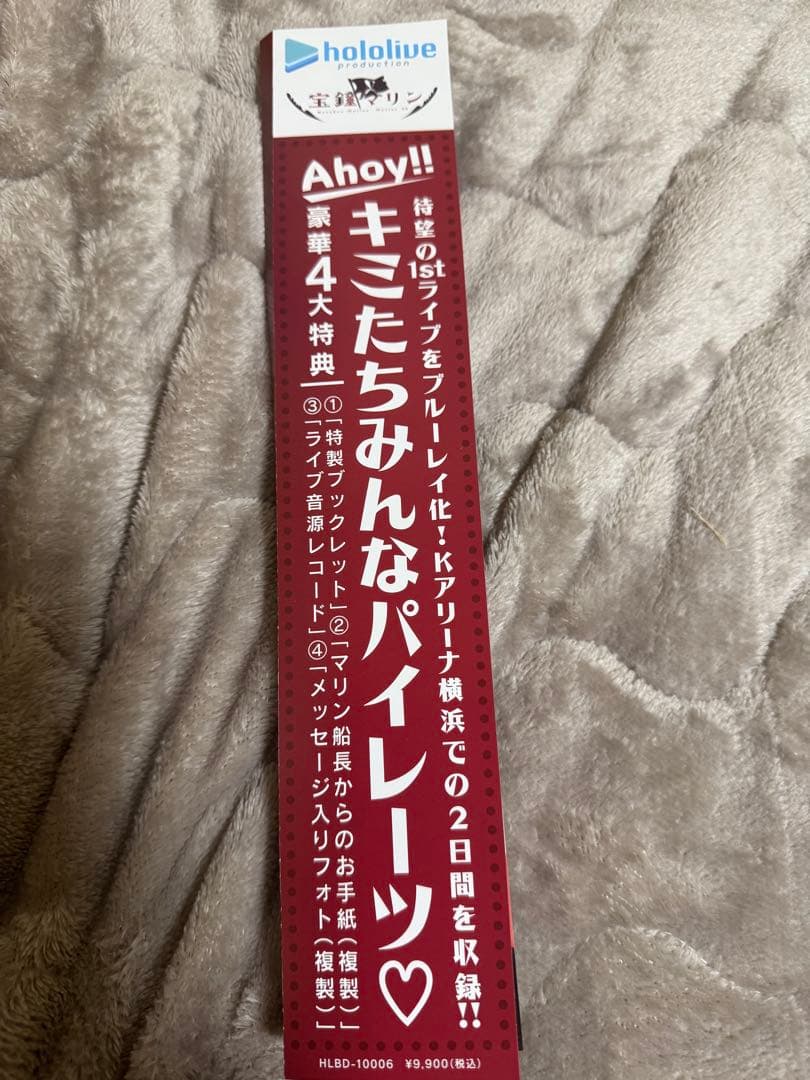 hololive
production
宝鐘マリン
Ahoy!!
待望の1stライブをブルーレイ化！Kアリーナ横浜での2日間を収録!!
キミたちみんなパイレーツ♡
豪華4大特典
①「特製ブックレット」②「マリン船長からのお手紙(複製)」
③「ライブ音源レコード」④「メッセージ入りフォト(複製)」
HLBD-10006 ¥9,900(税込)